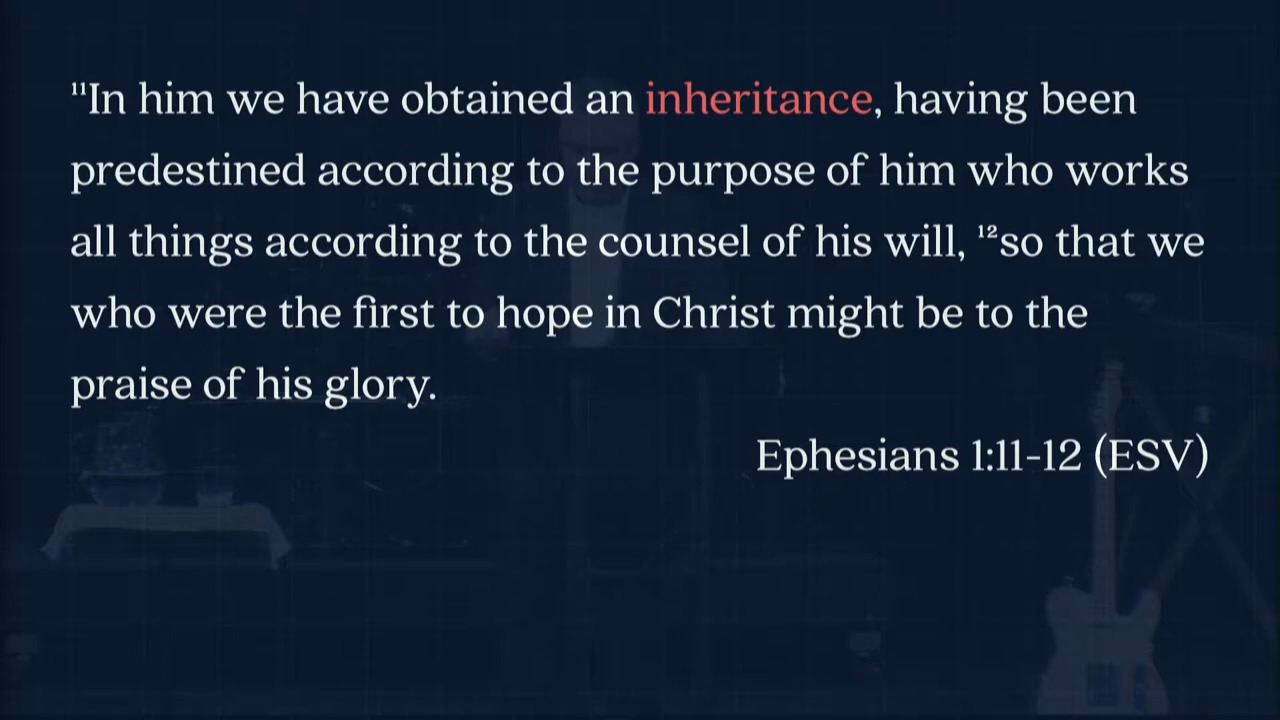 ¹¹In him we have obtained an inheritance, having been
predestined according to the purpose of him who works
all things according to the counsel of his will, ¹²so that we
who were the first to hope in Christ might be to the
praise of his glory.
Ephesians 1:11-12 (ESV)